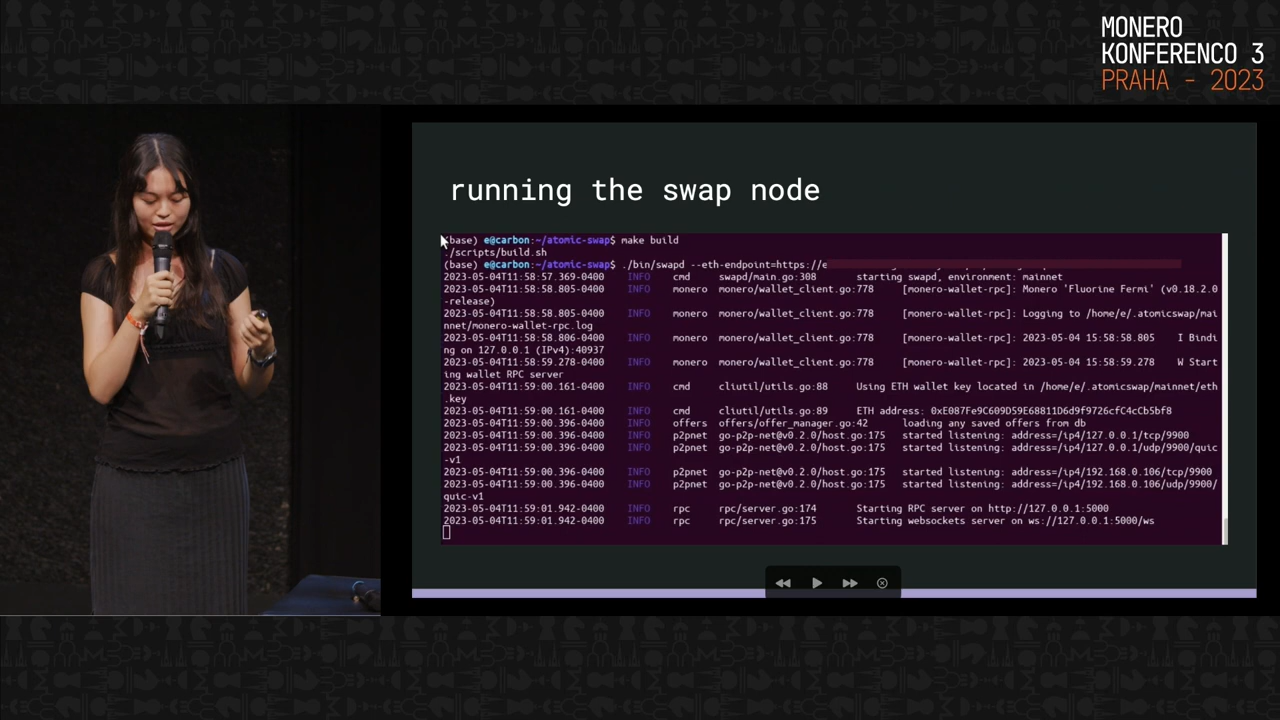 MONERO
KONFERENCO 3
PRAHA - 2023
running the swap node
(base) e@carbon:~/atomic-swap$ make build
./scripts/build.sh
(base) e@carbon:~/atomic-swap$ ./bin/swapd --eth-endpoint=https://e
2023-05-04T11:58:57.369-0400 INFO cmd swapd/main.go:308 starting swapd, environment: mainnet
2023-05-04T11:58:58.805-0400 INFO monero monero/wallet_client.go:778 [monero-wallet-rpc]: Monero 'Fluorine Fermi' (v0.18.2.0
-release)
2023-05-04T11:58:58.805-0400 INFO monero monero/wallet_client.go:778 [monero-wallet-rpc]: Logging to /home/e/.atomicswap/mai
nnet/monero-wallet-rpc.log
2023-05-04T11:58:58.806-0400 INFO monero monero/wallet_client.go:778 [monero-wallet-rpc]: 2023-05-04 15:58:58.805 I Bindi
ng on 127.0.0.1 (IPv4):40937
2023-05-04T11:58:59.278-0400 INFO monero monero/wallet_client.go:778 [monero-wallet-rpc]: 2023-05-04 15:58:59.278 W Start
ing wallet RPC server
2023-05-04T11:59:00.161-0400 INFO cmd cliutil/utils.go:88 Using ETH wallet key located in /home/e/.atomicswap/mainnet/eth
.key
2023-05-04T11:59:00.161-0400 INFO cmd cliutil/utils.go:89 ETH address: 0xE087Fe9C609D59E68811D6d9f9726cfC4cCb5bf8
2023-05-04T11:59:00.396-0400 INFO offers offers/offer_manager.go:42 loading any saved offers from db
2023-05-04T11:59:00.396-0400 INFO p2pnet go-p2p-net@v0.2.0/host.go:175 started listening: address=/ip4/127.0.0.1/tcp/9900
2023-05-04T11:59:00.396-0400 INFO p2pnet go-p2p-net@v0.2.0/host.go:175 started listening: address=/ip4/127.0.0.1/udp/9900/quic
-v1
2023-05-04T11:59:00.396-0400 INFO p2pnet go-p2p-net@v0.2.0/host.go:175 started listening: address=/ip4/192.168.0.106/tcp/9900
2023-05-04T11:59:00.396-0400 INFO p2pnet go-p2p-net@v0.2.0/host.go:175 started listening: address=/ip4/192.168.0.106/udp/9900/
quic-v1
2023-05-04T11:59:01.942-0400 INFO rpc rpc/server.go:174 Starting RPC server on http://127.0.0.1:5000
2023-05-04T11:59:01.942-0400 INFO rpc rpc/server.go:175 Starting websockets server on ws://127.0.0.1:5000/ws